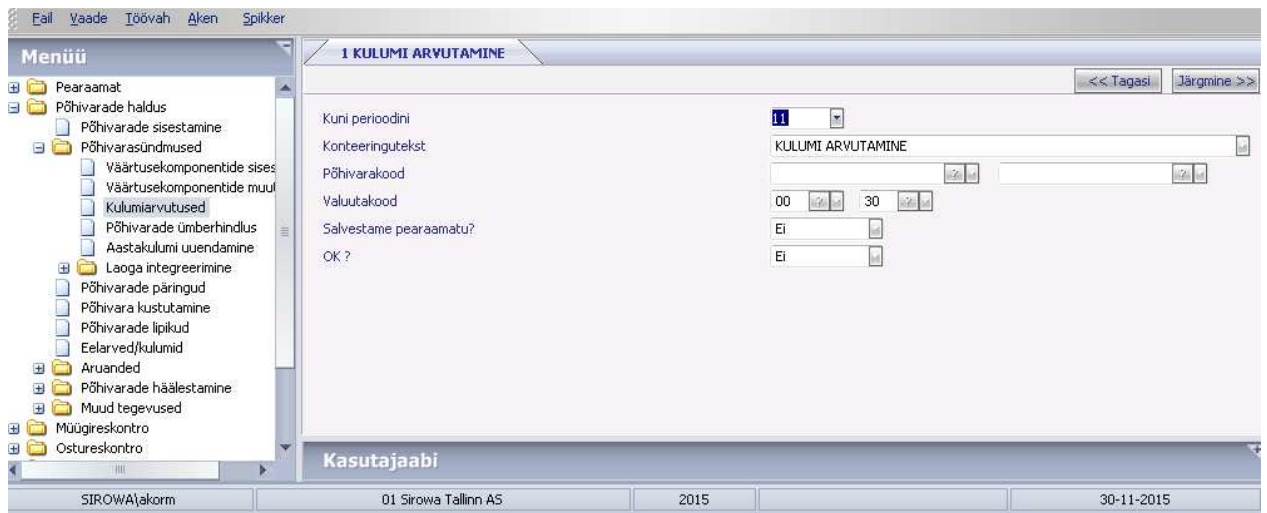 Fail Vaade Töövah Aken Spikker
Menüü
Pearaamat
Põhivarade haldus
Põhivarade sisestamine
Põhivarasündmused
Väärtusekomponentide sises
Väärtusekomponentide muul
Kulumiarvutused
Põhivarade ümberhindlus
Aastakulumi uuendamine
Laoga integreerimine
Põhivarade päringud
Põhivara kustutamine
Põhivarade lipikud
Eelarved/kulumid
Aruanded
Põhivarade häälestamine
Muud tegevused
Müügireskontro
Ostureskontro
1 KULUMI ARVUTAMINE
<< Tagasi Järgmine >>
Kuni perioodini 11
Konteeringutekst KULUMI ARVUTAMINE
Põhivarakood
Valuutakood 00 30
Salvestame pearaamatu? Ei
OK ? Ei
Kasutajaabi
SIROWA\akorm 01 Sirowa Tallinn AS 2015 30-11-2015